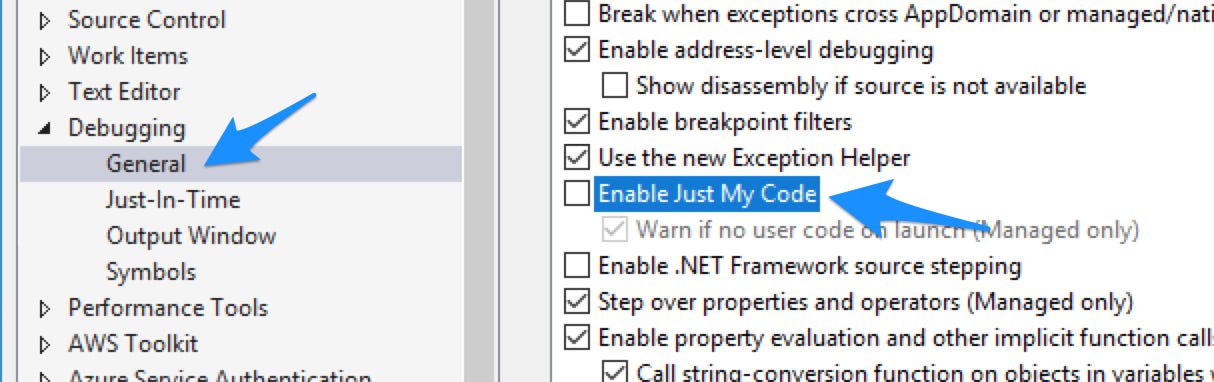 Source Control
Work Items
Text Editor
Debugging
General
Just-In-Time
Output Window
Symbols
Performance Tools
AWS Toolkit
Azure Service Authentication
Break when exceptions cross AppDomain or managed/nati
Enable address-level debugging
Show disassembly if source is not available
Enable breakpoint filters
Use the new Exception Helper
Enable Just My Code
Warn if no user code on launch (Managed only)
Enable .NET Framework source stepping
Step over properties and operators (Managed only)
Enable property evaluation and other implicit function calls
Call string-conversion function on objects in variables